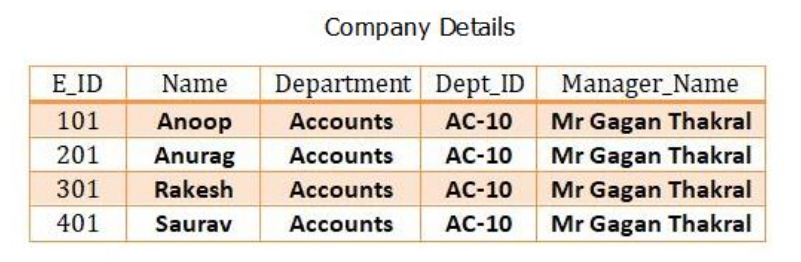 Company Details
E_ID Name Department Dept_ID Manager_Name
101 Anoop Accounts AC-10 Mr Gagan Thakral
201 Anurag Accounts AC-10 Mr Gagan Thakral
301 Rakesh Accounts AC-10 Mr Gagan Thakral
401 Saurav Accounts AC-10 Mr Gagan Thakral